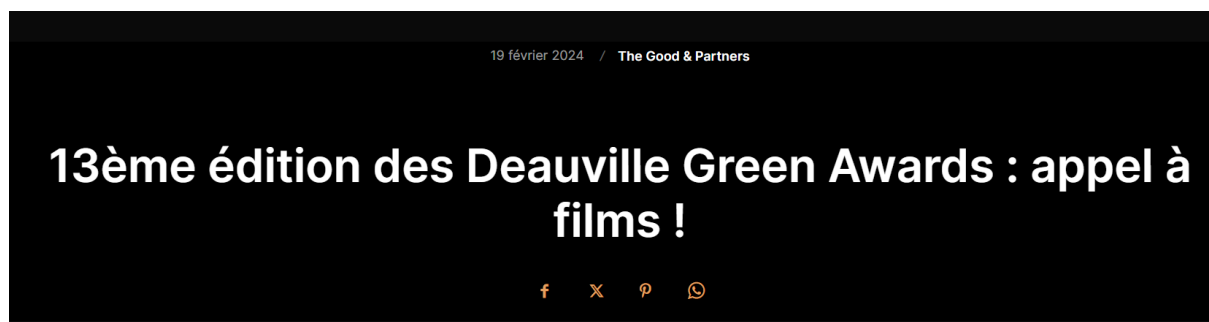 19 février 2024 / The Good & Partners
13ème édition des Deauville Green Awards : appel à
films !